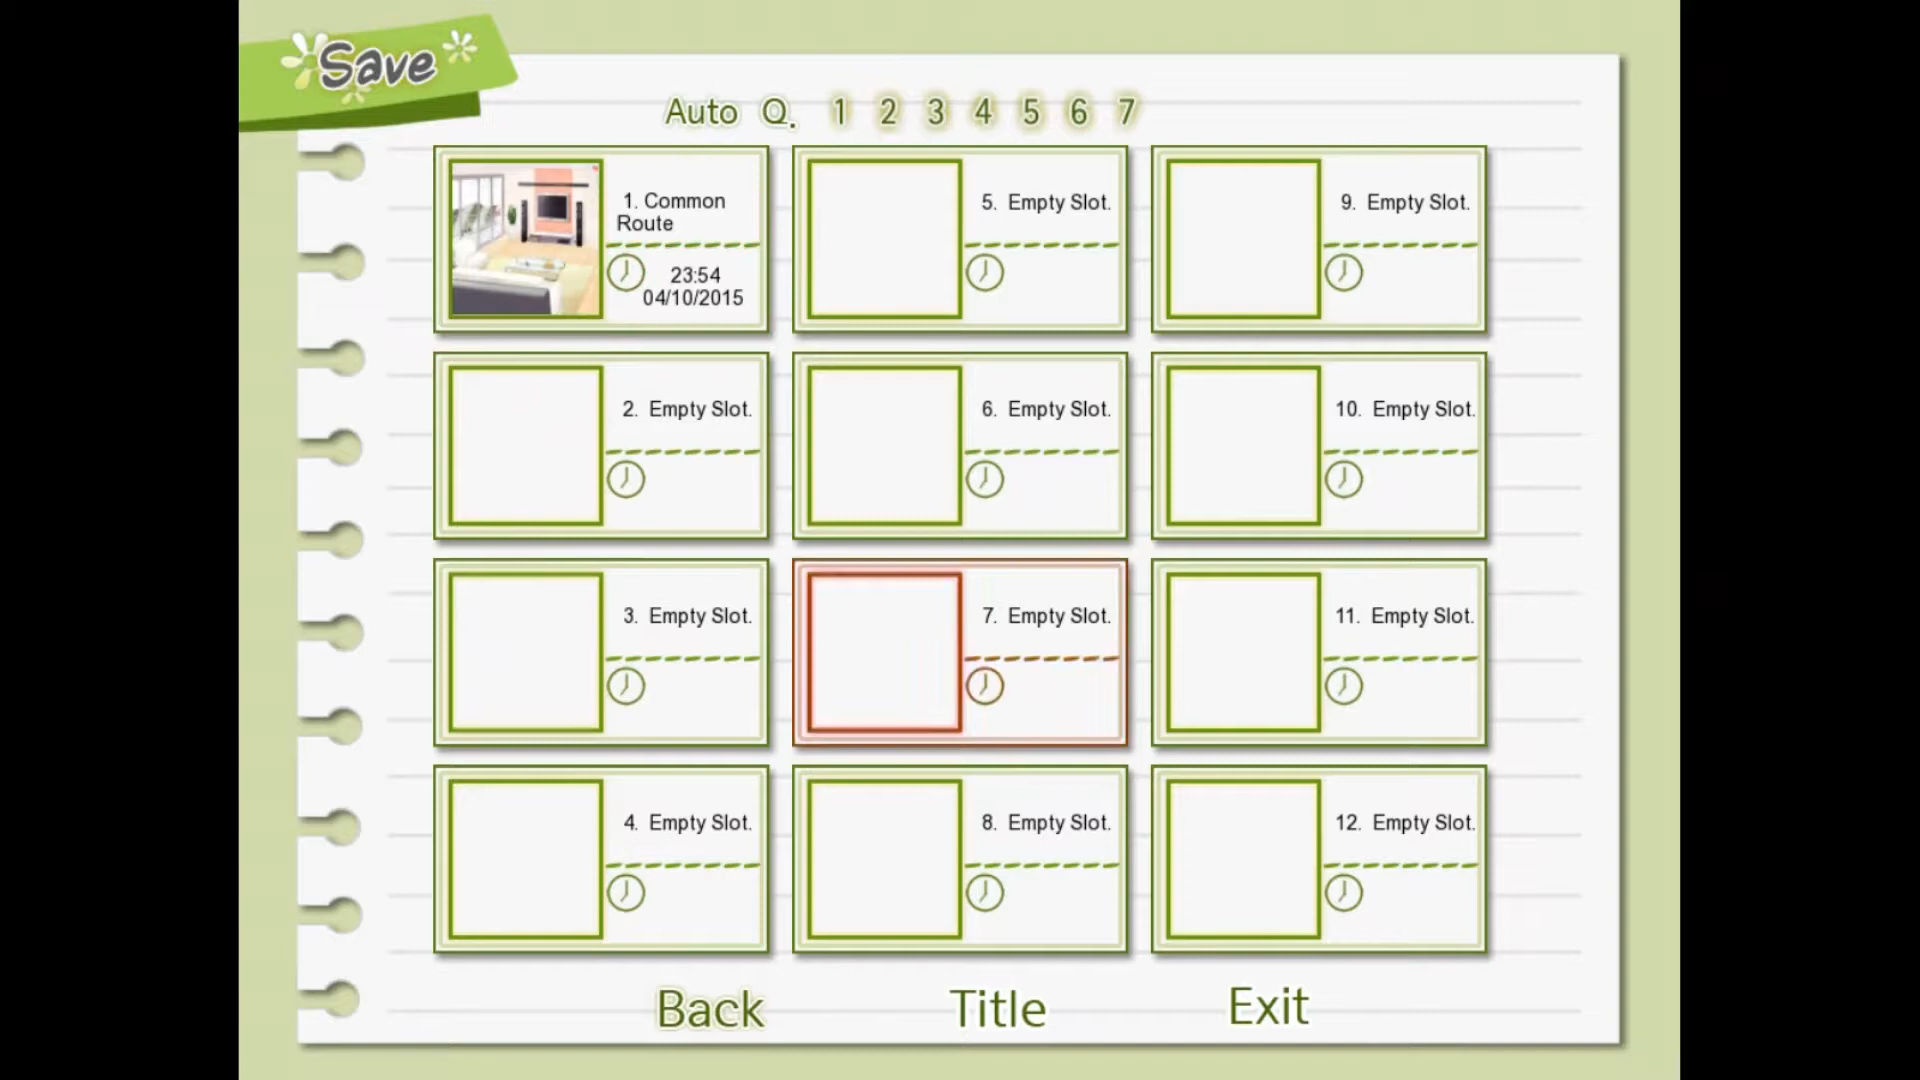 Save
Auto Q. 1 2 3 4 5 6 7
1. Common
Route
23:54
04/10/2015
5. Empty Slot.
9. Empty Slot.
2. Empty Slot.
6. Empty Slot.
10. Empty Slot.
3. Empty Slot.
7. Empty Slot.
11. Empty Slot.
4. Empty Slot.
8. Empty Slot.
12. Empty Slot.
Back Title Exit